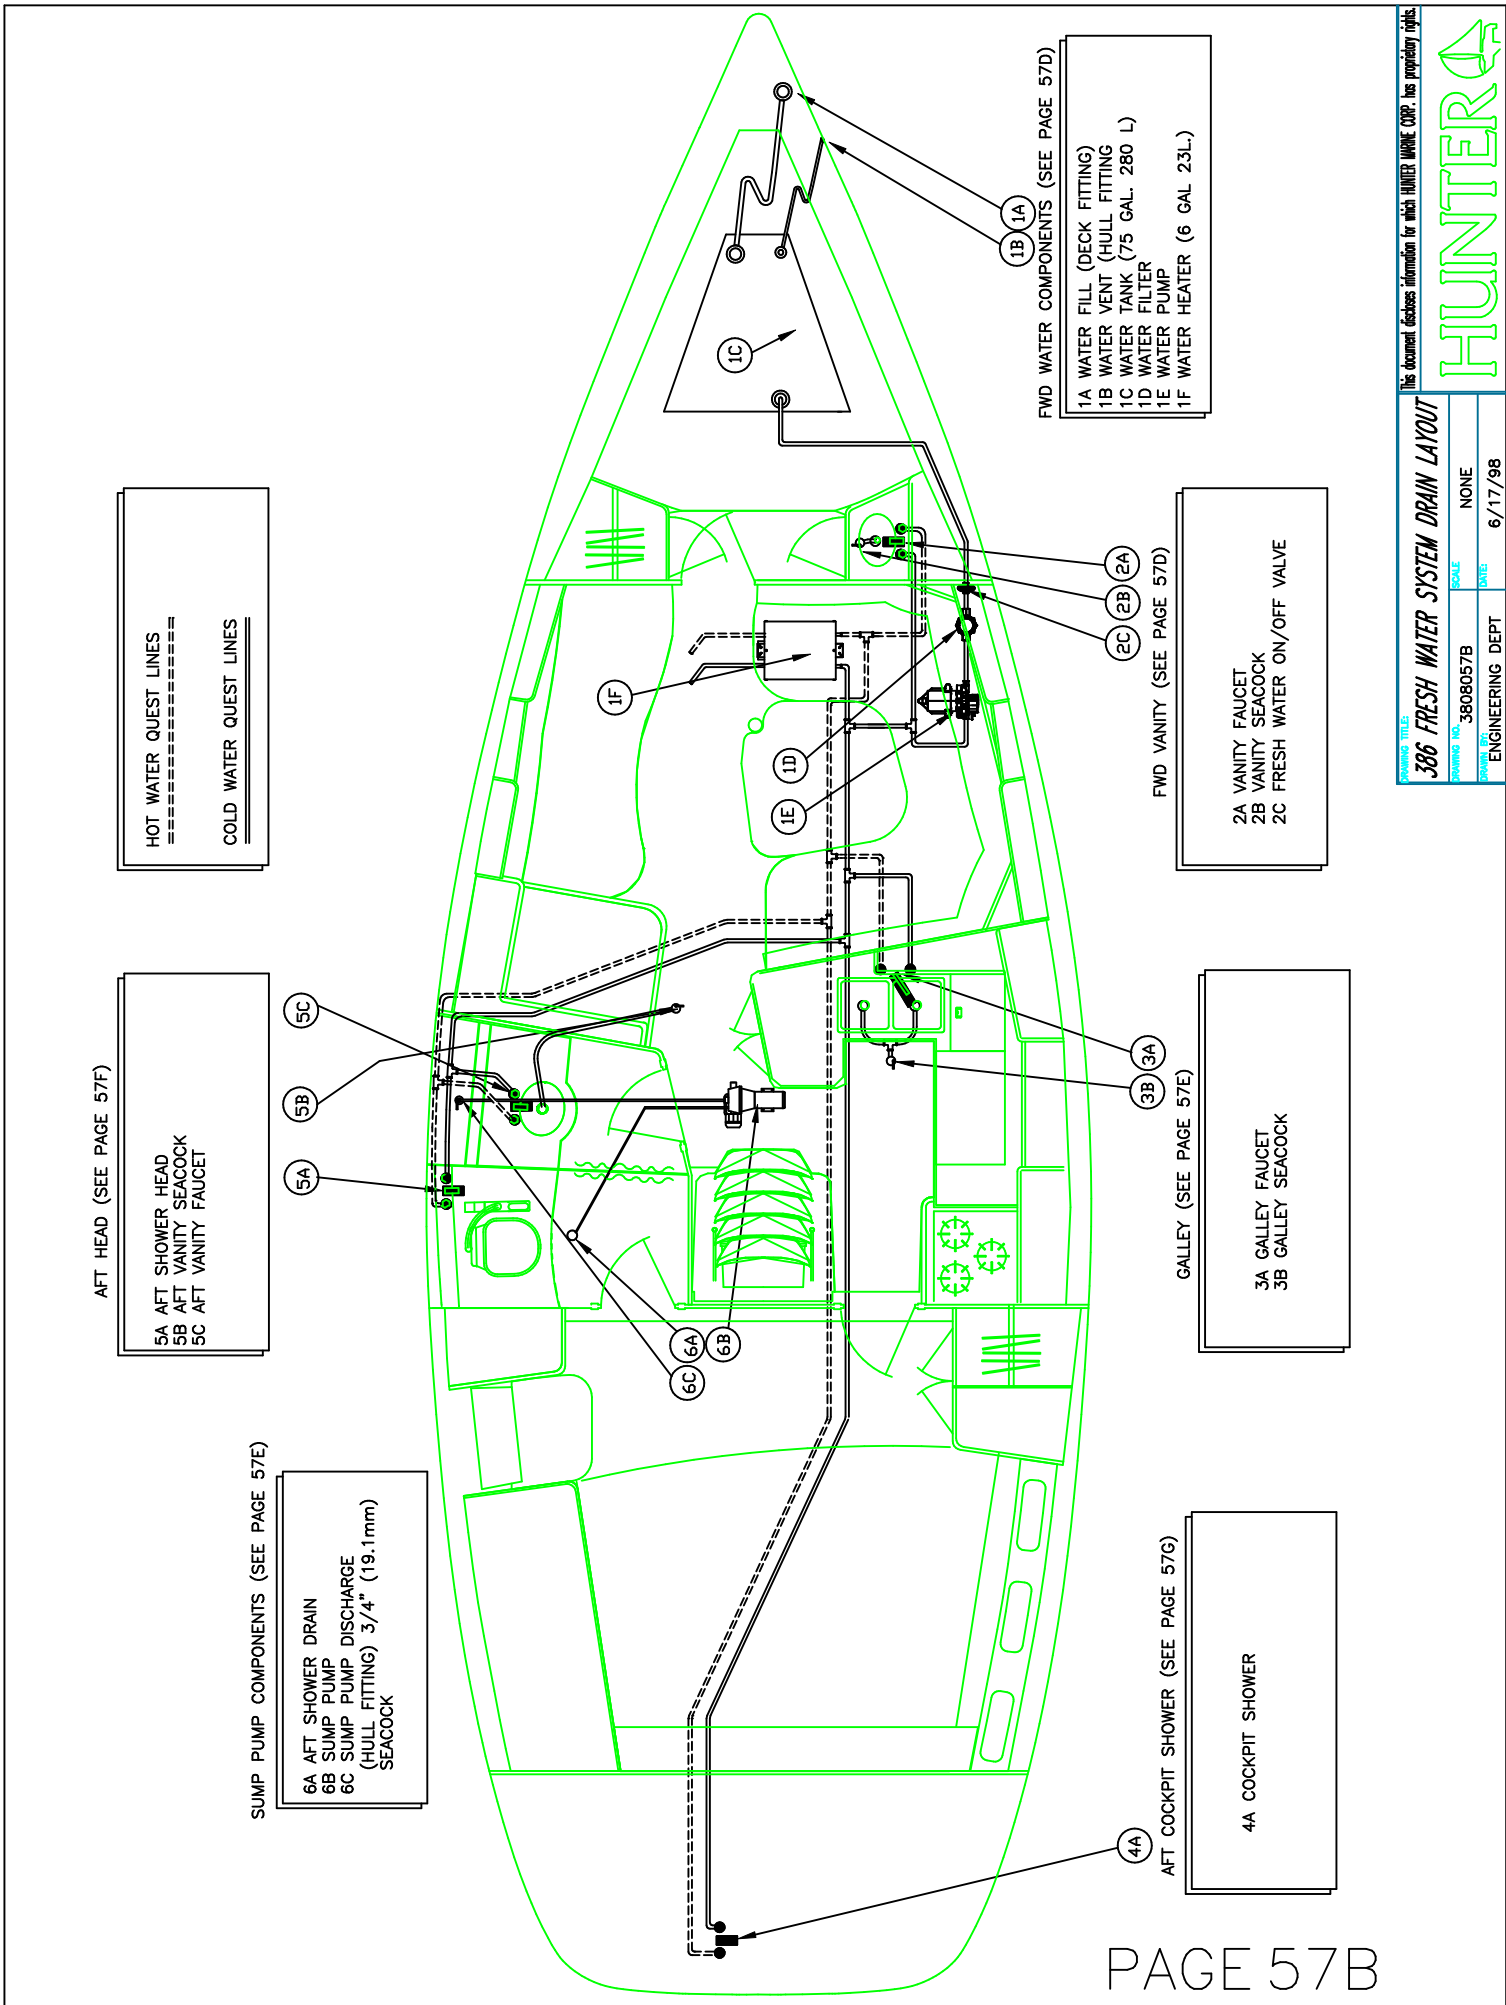 HOT WATER QUEST LINES
COLD WATER QUEST LINES
AFT HEAD (SEE PAGE 57F)
5A AFT SHOWER HEAD
5B AFT VANITY SEACOCK
5C AFT VANITY FAUCET
SUMP PUMP COMPONENTS (SEE PAGE 57E)
6A AFT SHOWER DRAIN
6B SUMP PUMP
6C SUMP PUMP DISCHARGE
(HULL FITTING) 3/4" (19.1mm)
SEACOCK
5C
5B
5A
6C
6A
6B
1F
1C
1D
1E
1B
1A
2C
2B
2A
3B
3A
4A
FWD WATER COMPONENTS (SEE PAGE 57D)
1A WATER FILL (DECK FITTING)
1B WATER VENT (HULL FITTING
1C WATER TANK (75 GAL. 280 L)
1D WATER FILTER
1E WATER PUMP
1F WATER HEATER (6 GAL 23L.)
FWD VANITY (SEE PAGE 57D)
2A VANITY FAUCET
2B VANITY SEACOCK
2C FRESH WATER ON/OFF VALVE
GALLEY (SEE PAGE 57E)
3A GALLEY FAUCET
3B GALLEY SEACOCK
AFT COCKPIT SHOWER (SEE PAGE 57G)
4A COCKPIT SHOWER
DRAWING TITLE:
386 FRESH WATER SYSTEM DRAIN LAYOUT
DRAWING NO.
3808057B
SCALE
NONE
DRAWN BY:
ENGINEERING DEPT
DATE:
6/17/98
This document discloses information for which HUNTER MARINE CORP. has proprietary rights.
HUNTER
PAGE 57B